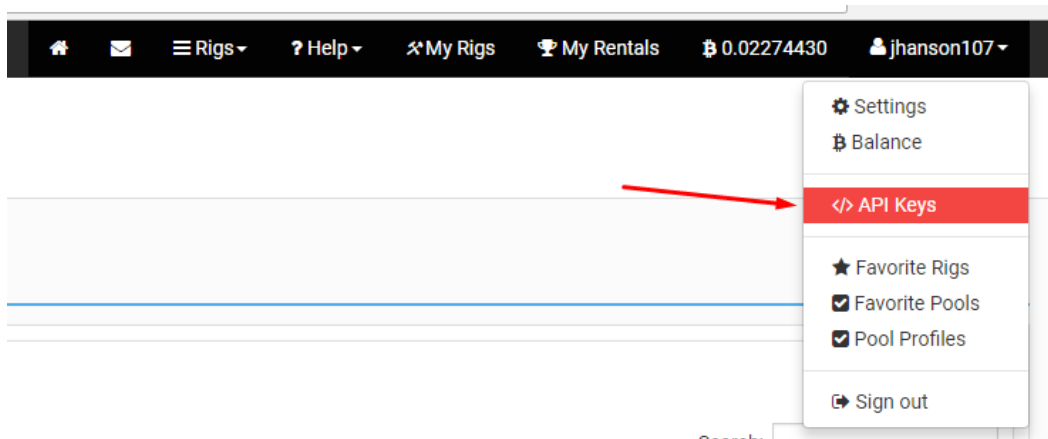 Rigs ? Help My Rigs My Rentals ₿ 0.02274430 jhanson107
Settings
₿ Balance
</> API Keys
Favorite Rigs
Favorite Pools
Pool Profiles
Sign out